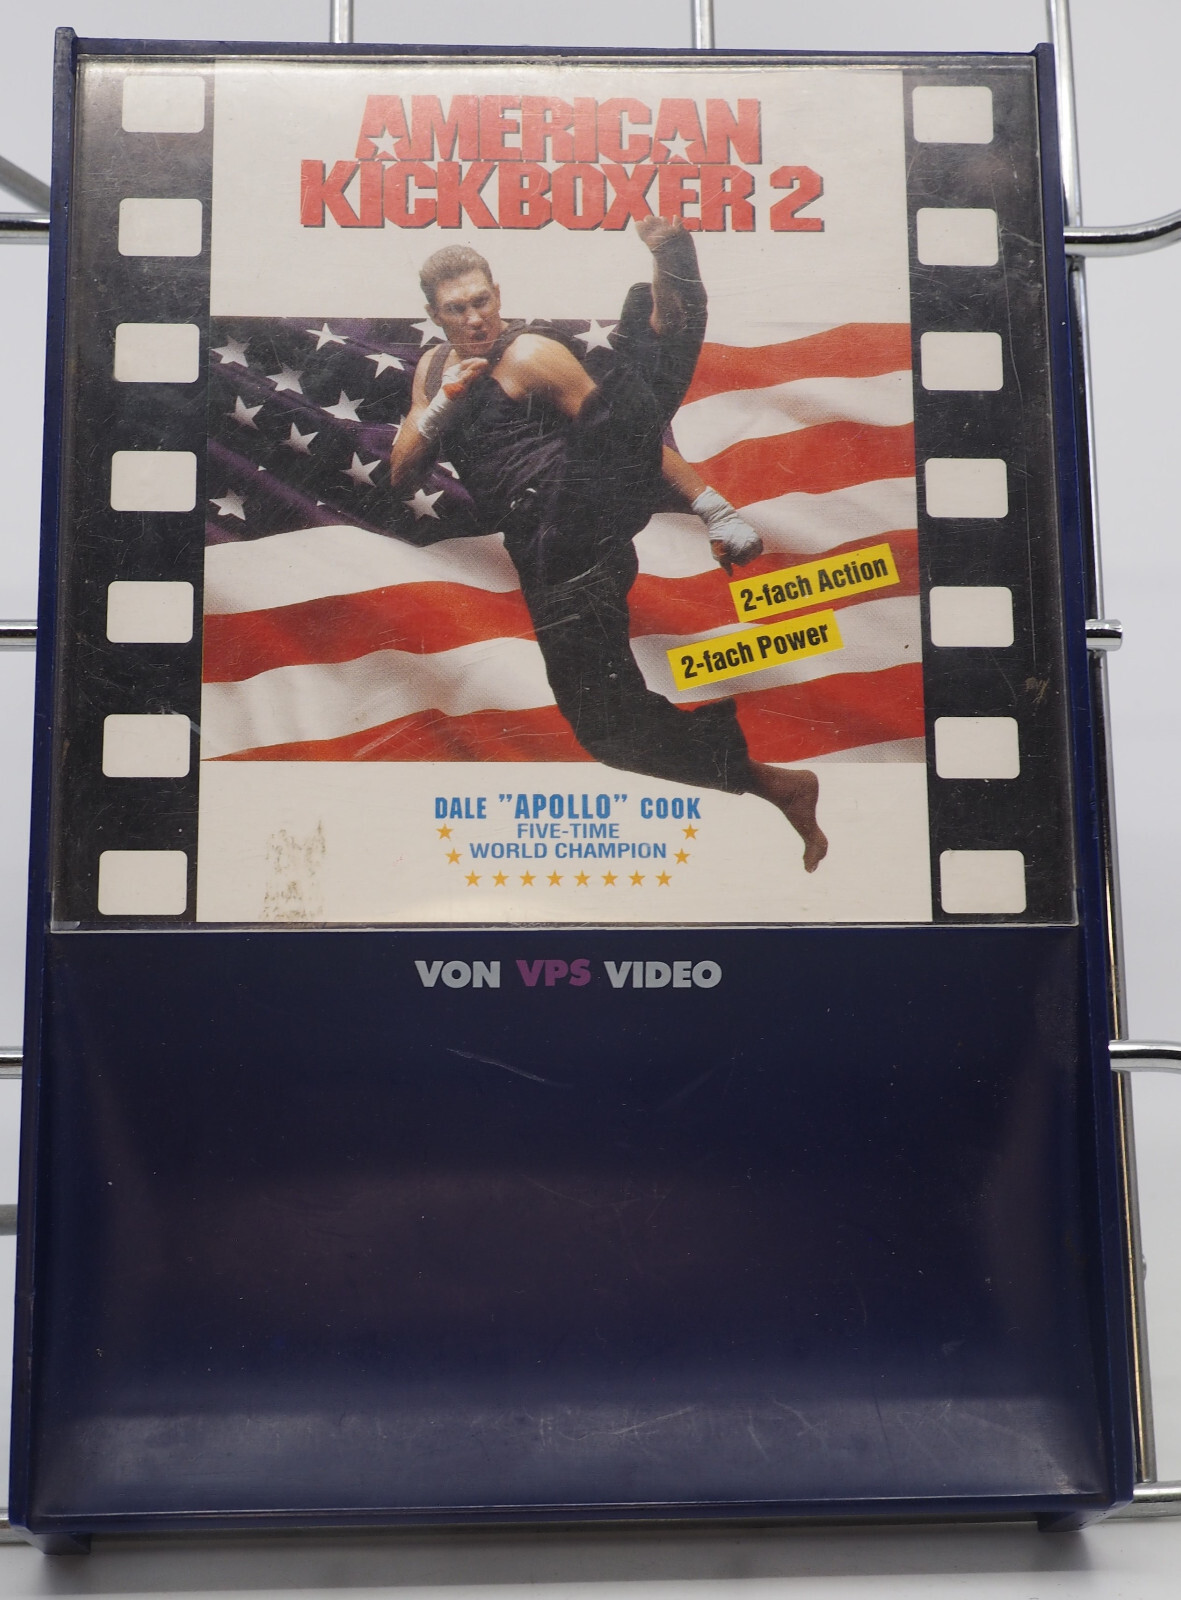 AMERICAN
KICKBOXER 2
2-fach Action
2-fach Power
DALE "APOLLO" COOK
FIVE-TIME
WORLD CHAMPION
VON VPS VIDEO